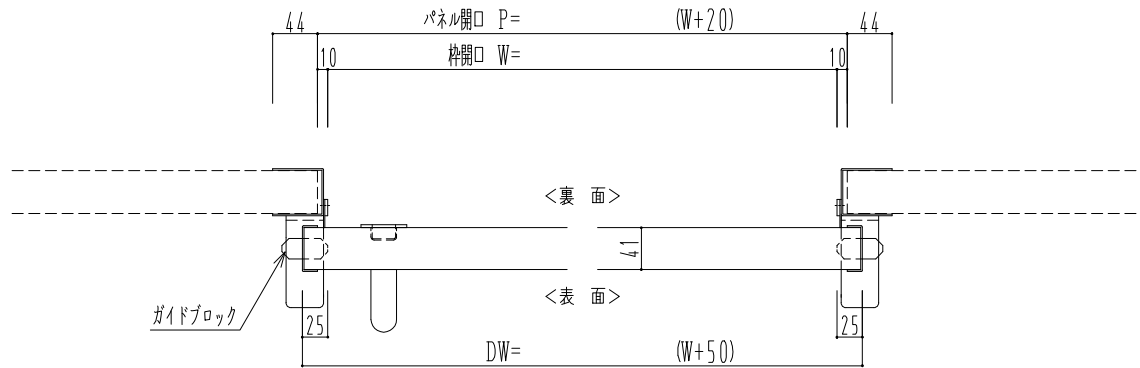 44 パネル開口 P= (W+20) 44
10 枠開口 W= 10
<裏 面>
41
<表 面>
ガイドブロック
25 25
DW= (W+50)